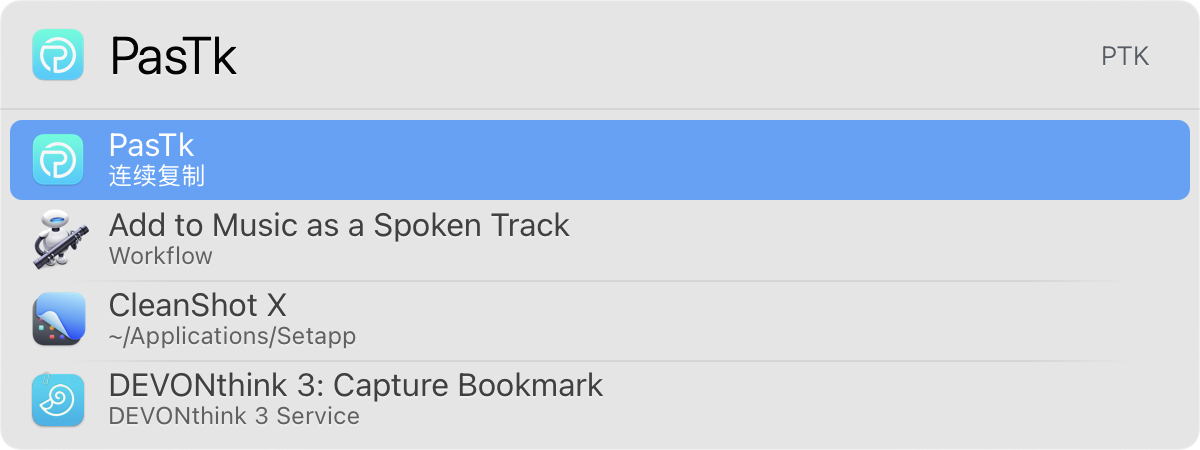 PasTk
PTK
PasTk
连续复制
Add to Music as a Spoken Track
Workflow
CleanShot X
~/Applications/Setapp
DEVONthink 3: Capture Bookmark
DEVONthink 3 Service